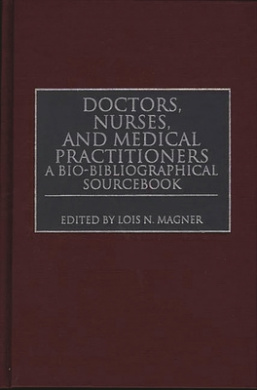 DOCTORS,
NURSES,
AND MEDICAL
PRACTITIONERS
A BIO-BIBLIOGRAPHICAL
SOURCEBOOK
EDITED BY LOIS N. MAGNER